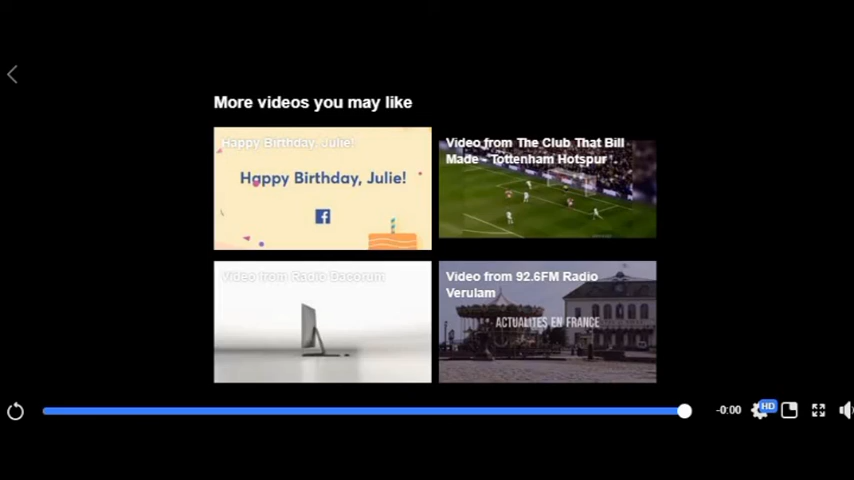 More videos you may like
Happy Birthday, Julie!
Happy Birthday, Julie!
f
Video from The Club That Bill
Made - Tottenham Hotspur
Video from Radio Dacorum
Video from 92.6FM Radio
Verulam
ACTUALITÉS EN FRANCE
-0:00
HD